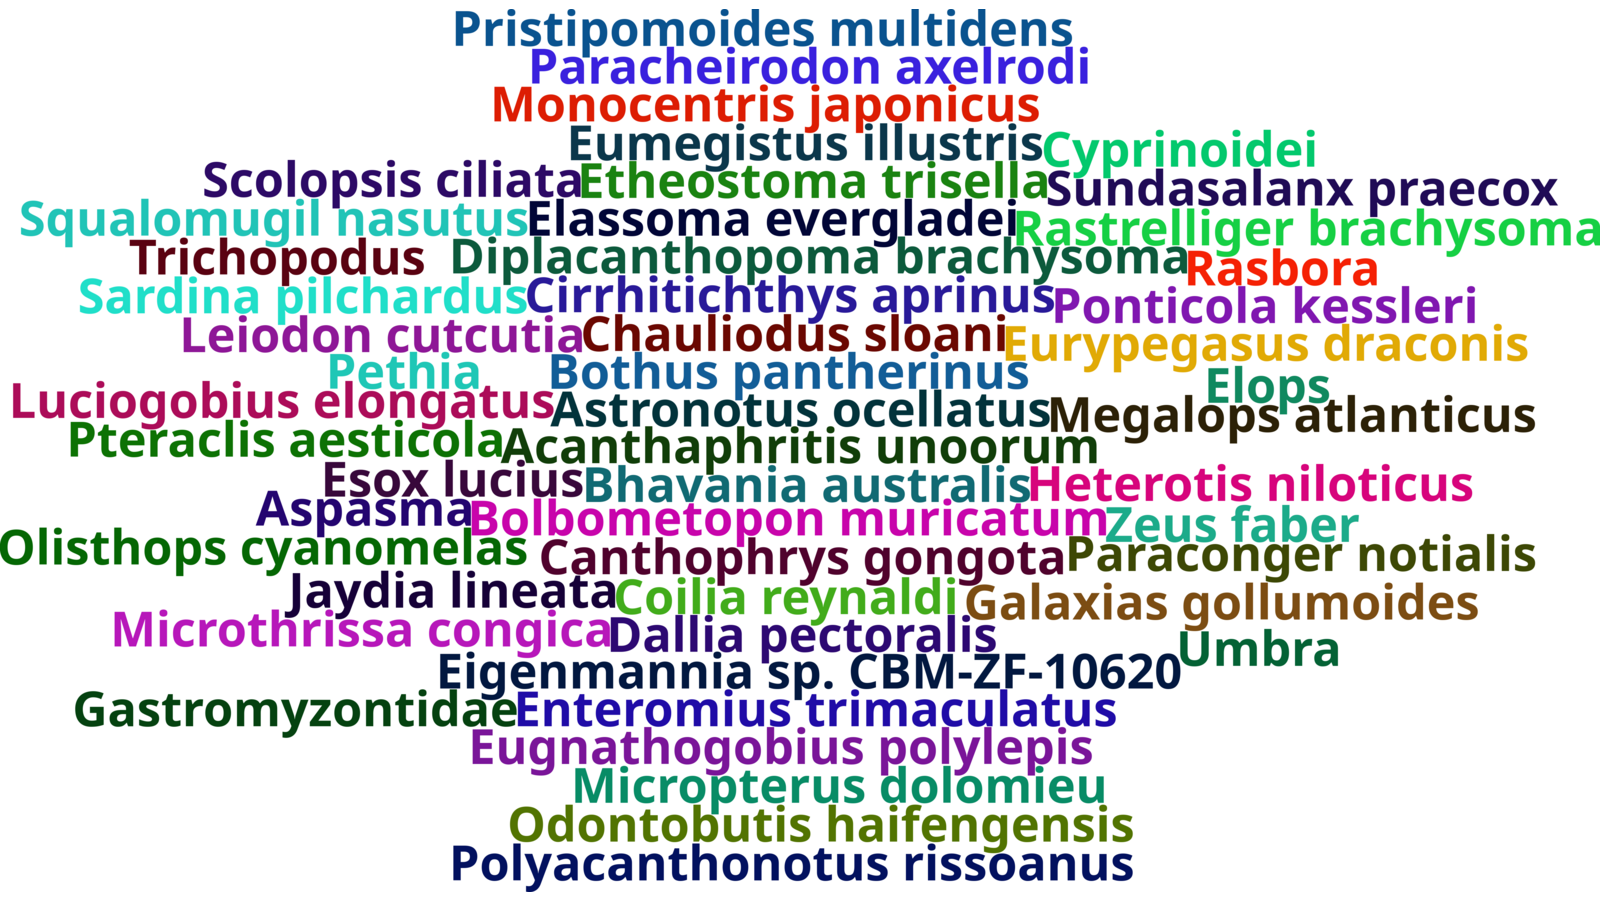 Pristipomoides multidens
Paracheirodon axelrodi
Monocentris japonicus
Eumegistus illustris
Cyprinoidei
Scolopsis ciliata
Etheostoma trisella
Sundasalanx praecox
Squalomugil nasutus
Elassoma evergladei
Rastrelliger brachysoma
Trichopodus
Diplacanthopoma brachysoma
Rasbora
Sardina pilchardus
Cirrhitichthys aprinus
Ponticola kessleri
Leiodon cutcutia
Chauliodus sloani
Eurypegasus draconis
Pethia
Bothus pantherinus
Elops
Luciogobius elongatus
Astronotus ocellatus
Megalops atlanticus
Pteraclis aesticola
Acanthaphritis unoorum
Esox lucius
Bhavania australis
Heterotis niloticus
Aspasma
Bolbometopon muricatum
Zeus faber
Olisthops cyanomelas
Canthophrys gongota
Paraconger notialis
Jaydia lineata
Coilia reynaldi
Galaxias gollumoides
Microthrissa congica
Dallia pectoralis
Umbra
Eigenmannia sp. CBM-ZF-10620
Gastromyzontidae
Enteromius trimaculatus
Eugnathogobius polylepis
Micropterus dolomieu
Odontobutis haifengensis
Polyacanthonotus rissoanus